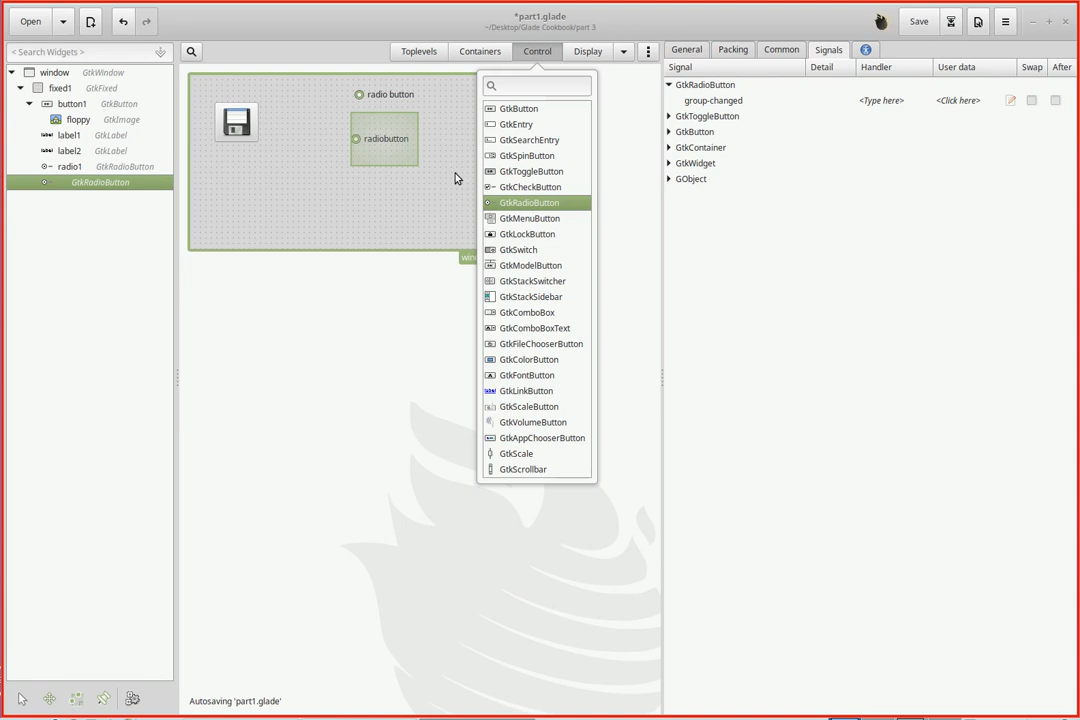 *part1.glade
~/Desktop/Glade Cookbook/part 3
Open
Save
< Search Widgets >
Toplevels
Containers
Control
Display
General
Packing
Common
Signals
window GtkWindow
fixed1 GtkFixed
button1 GtkButton
floppy GtkImage
label1 GtkLabel
label2 GtkLabel
radio1 GtkRadioButton
GtkRadioButton
radio button
radiobutton
win
GtkButton
GtkEntry
GtkSearchEntry
GtkSpinButton
GtkToggleButton
GtkCheckButton
GtkRadioButton
GtkMenuButton
GtkLockButton
GtkSwitch
GtkModelButton
GtkStackSwitcher
GtkStackSidebar
GtkComboBox
GtkComboBoxText
GtkFileChooserButton
GtkColorButton
GtkFontButton
GtkLinkButton
GtkScaleButton
GtkVolumeButton
GtkAppChooserButton
GtkScale
GtkScrollbar
Signal Detail Handler User data Swap After
GtkRadioButton
group-changed <Type here> <Click here>
GtkToggleButton
GtkButton
GtkContainer
GtkWidget
GObject
Autosaving 'part1.glade'